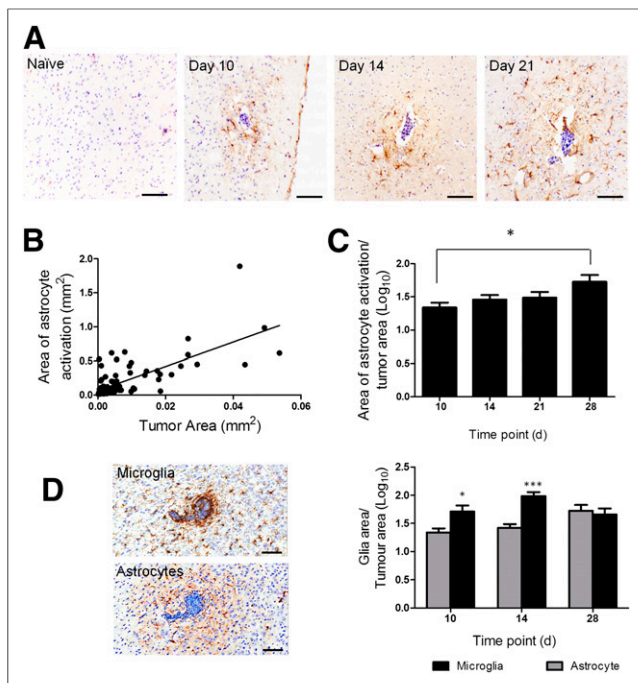 A
Naïve
Day 10
Day 14
Day 21
B
Area of astrocyte
activation (mm²)
2.0
1.5
1.0
0.5
0.0
0.00
0.02
0.04
0.06
Tumor Area (mm²)
C
*
Area of astrocyte activation/
tumor area (Log₁₀)
2.0
1.5
1.0
0.5
0.0
10
14
21
28
Time point (d)
D
Microglia
Astrocytes
Glia area/
Tumour area (Log₁₀)
2.5
2.0
1.5
1.0
0.5
0.0
*
***
10
14
28
Time point (d)
Microglia
Astrocyte